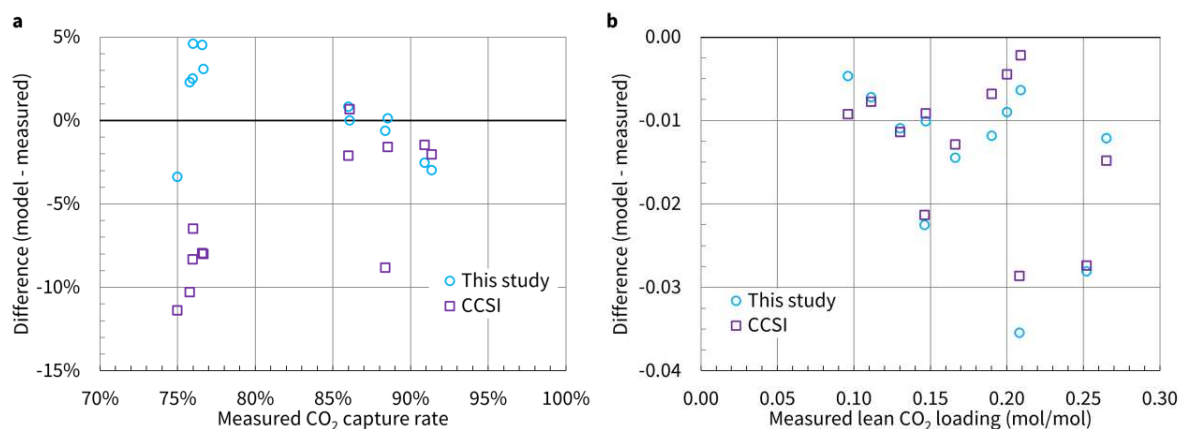 a
5%
0%
-5%
-10%
-15%
Difference (model - measured)
70%
75%
80%
85%
90%
95%
100%
Measured CO₂ capture rate
This study
CCSI
b
0.00
-0.01
-0.02
-0.03
-0.04
Difference (model - measured)
0.00
0.05
0.10
0.15
0.20
0.25
0.30
Measured lean CO₂ loading (mol/mol)
This study
CCSI